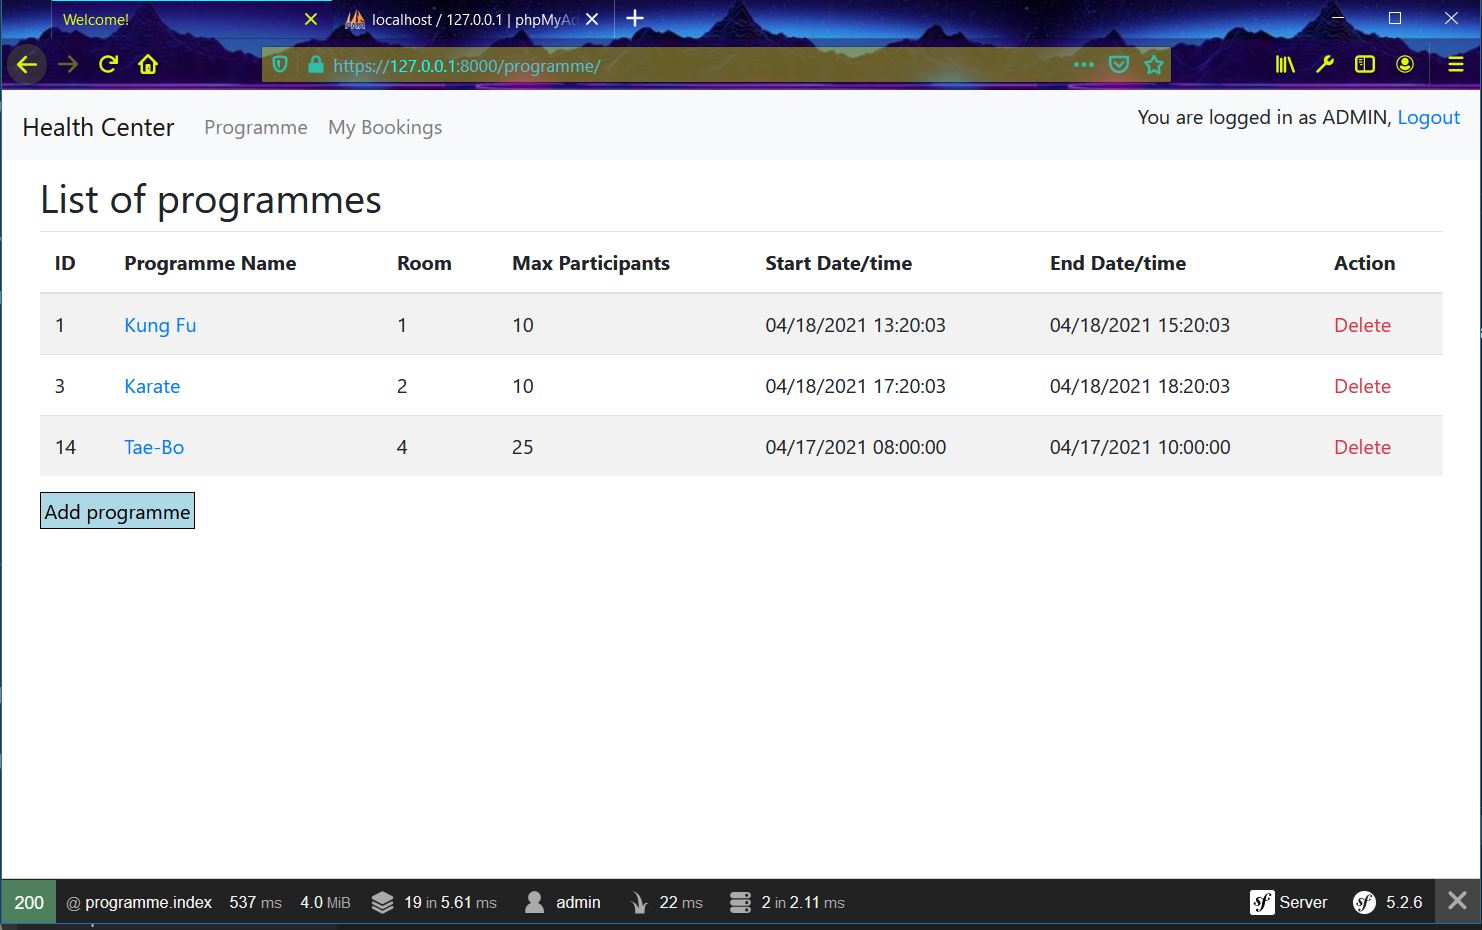 Welcome!
localhost / 127.0.0.1 | phpMyAd
https://127.0.0.1:8000/programme/
Health Center Programme My Bookings You are logged in as ADMIN, Logout
List of programmes
ID Programme Name Room Max Participants Start Date/time End Date/time Action
1 Kung Fu 1 10 04/18/2021 13:20:03 04/18/2021 15:20:03 Delete
3 Karate 2 10 04/18/2021 17:20:03 04/18/2021 18:20:03 Delete
14 Tae-Bo 4 25 04/17/2021 08:00:00 04/17/2021 10:00:00 Delete
Add programme
200 @ programme.index 537 ms 4.0 MiB 19 in 5.61 ms admin 22 ms 2 in 2.11 ms sf Server sf 5.2.6